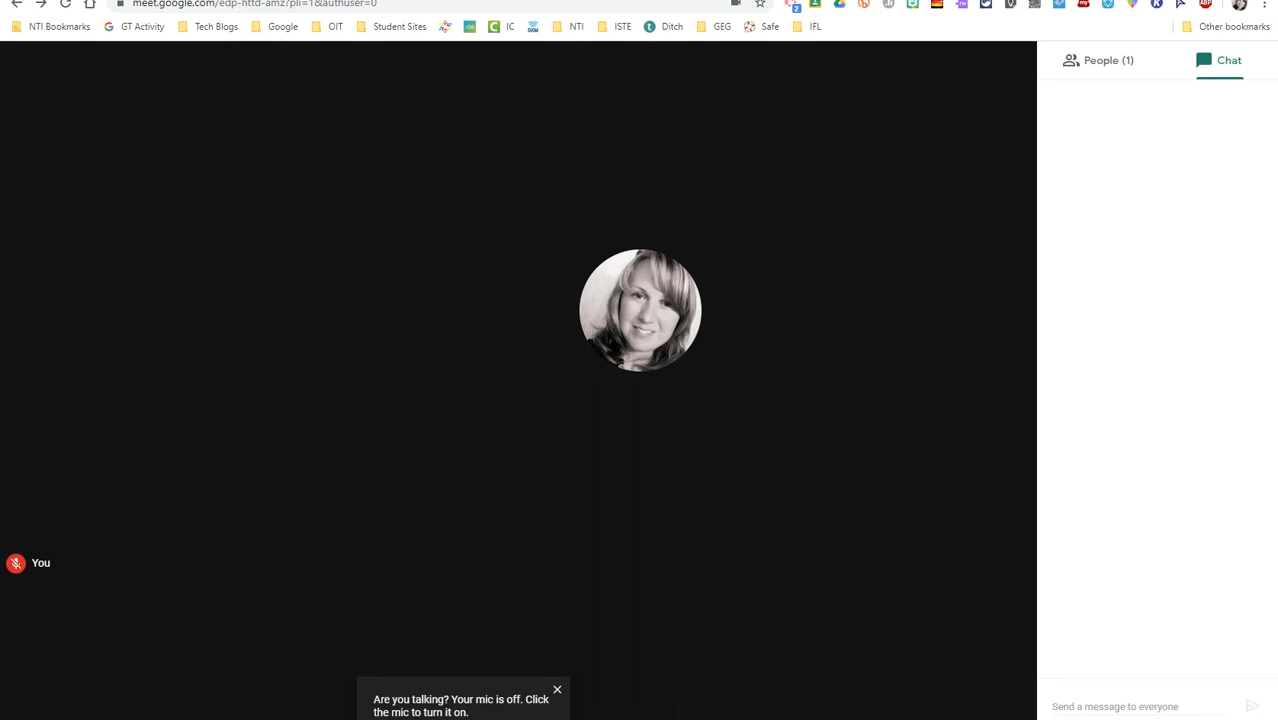 meet.google.com/edp-httd-amz?pli=1&authuser=0
2
ABP
NTI Bookmarks GT Activity Tech Blogs Google OIT Student Sites IC NTI ISTE Ditch GEG Safe IFL Other bookmarks
People (1) Chat
You
Are you talking? Your mic is off. Click
the mic to turn it on.
Send a message to everyone